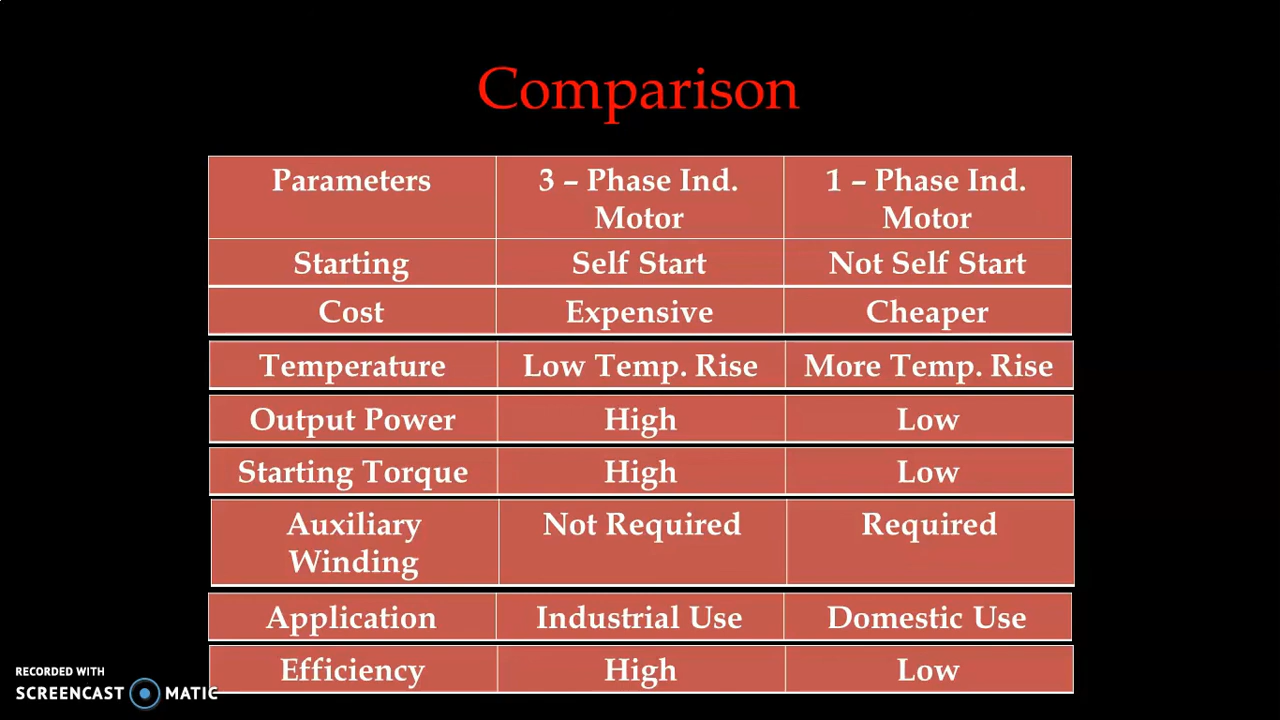 Comparison
Parameters 3 – Phase Ind. Motor 1 – Phase Ind. Motor
Starting Self Start Not Self Start
Cost Expensive Cheaper
Temperature Low Temp. Rise More Temp. Rise
Output Power High Low
Starting Torque High Low
Auxiliary Winding Not Required Required
Application Industrial Use Domestic Use
Efficiency High Low
RECORDED WITH
SCREENCAST MATIC